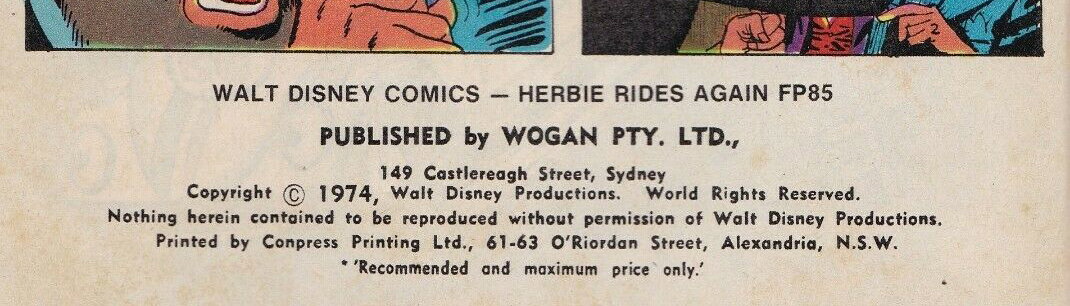 WALT DISNEY COMICS — HERBIE RIDES AGAIN FP85
PUBLISHED by WOGAN PTY. LTD.,
149 Castlereagh Street, Sydney
Copyright © 1974, Walt Disney Productions. World Rights Reserved.
Nothing herein contained to be reproduced without permission of Walt Disney Productions.
Printed by Conpress Printing Ltd., 61-63 O'Riordan Street, Alexandria, N.S.W.
* 'Recommended and maximum price only.'